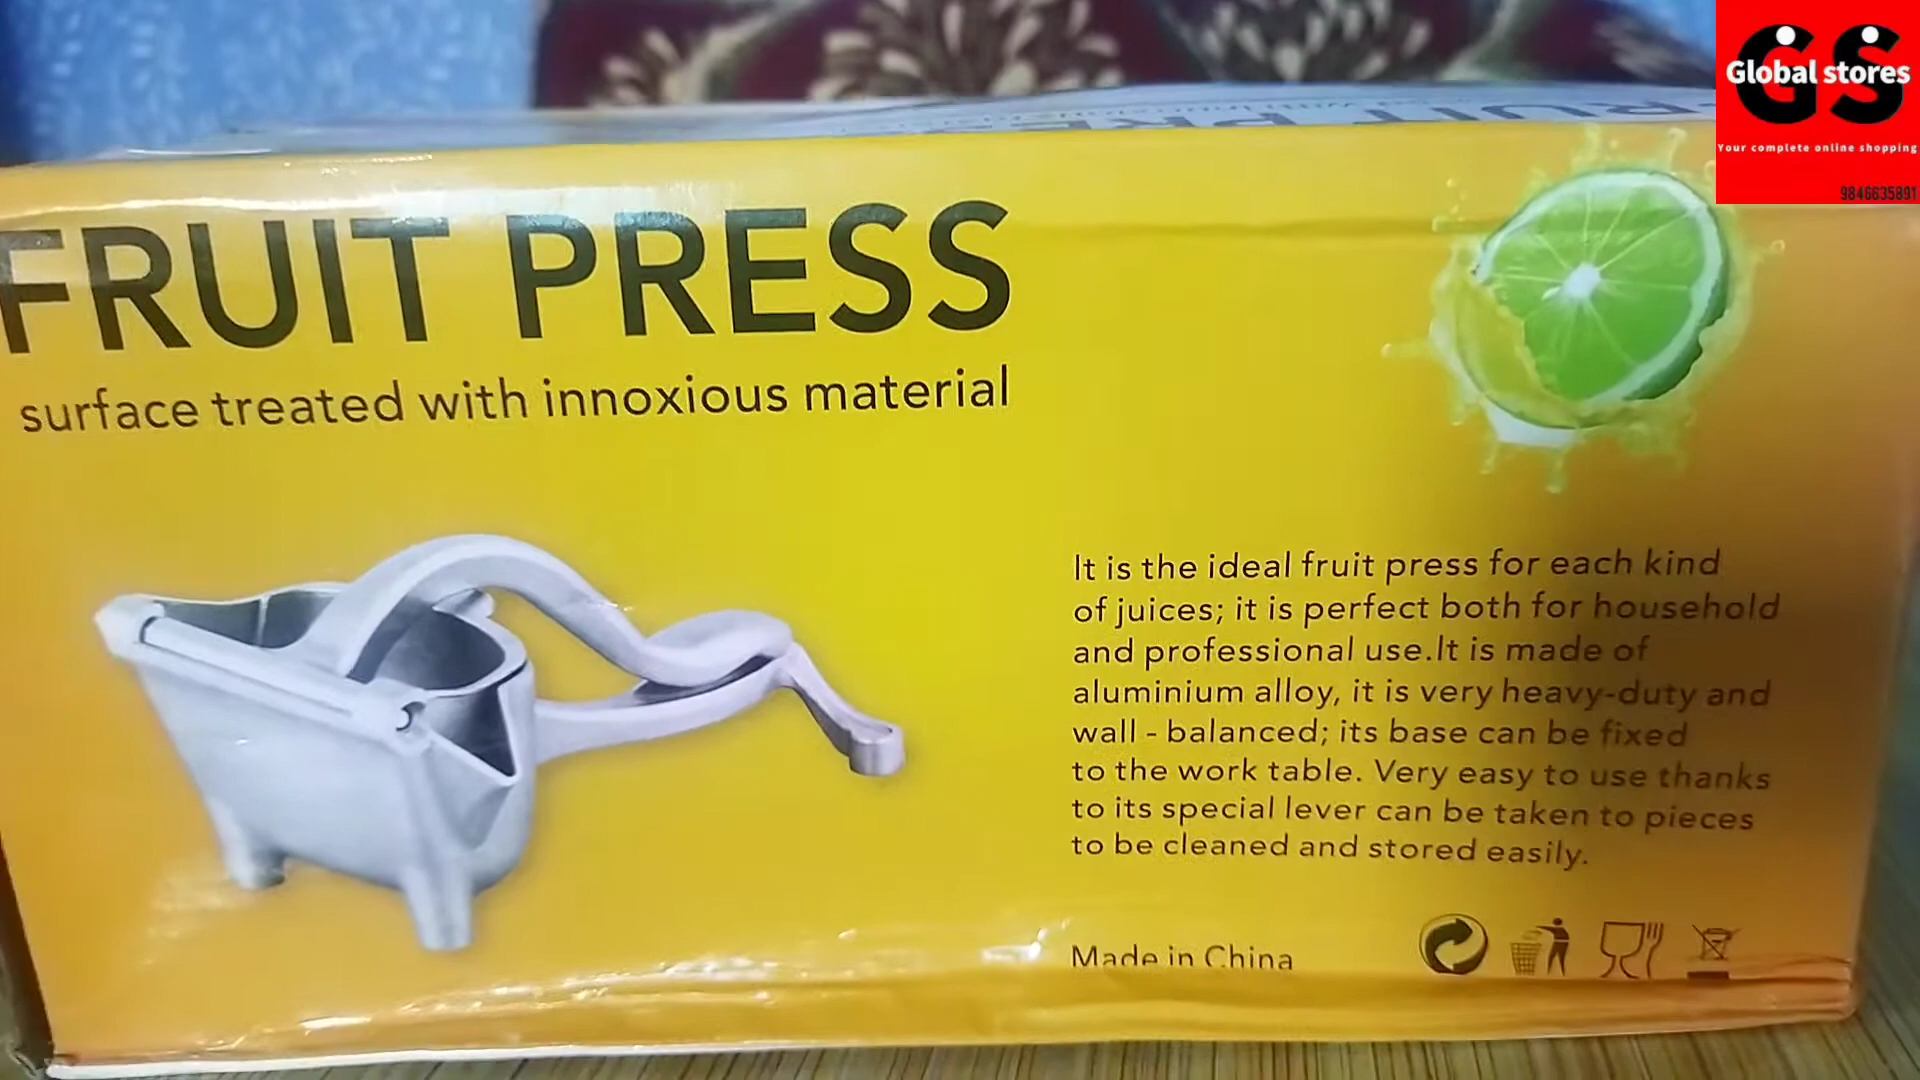 GS
Global stores
Your complete online shopping
9846635891
FRUIT PRESS
surface treated with innoxious material
It is the ideal fruit press for each kind
of juices; it is perfect both for household
and professional use.It is made of
aluminium alloy, it is very heavy-duty and
wall - balanced; its base can be fixed
to the work table. Very easy to use thanks
to its special lever can be taken to pieces
to be cleaned and stored easily.
Made in China